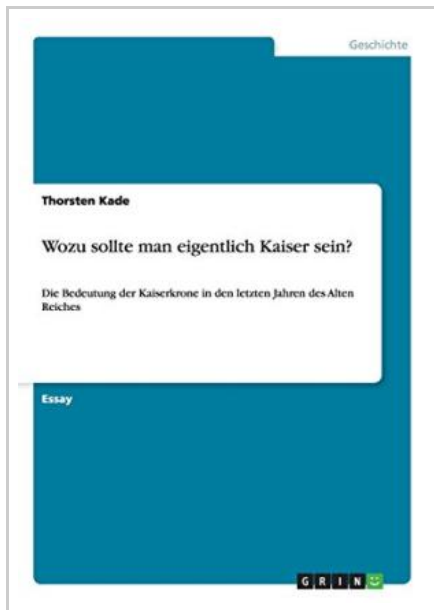 Geschichte
Thorsten Kade
Wozu sollte man eigentlich Kaiser sein?
Die Bedeutung der Kaiserkrone in den letzten Jahren des Alten
Reiches
Essay
GRIN